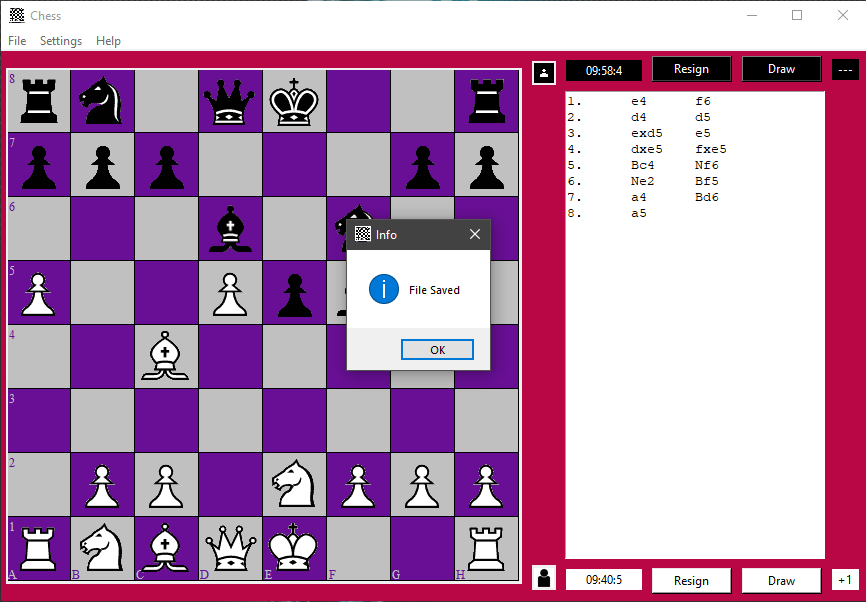 Chess
File Settings Help
09:58:4 Resign Draw ---
1. e4 f6
2. d4 d5
3. exd5 e5
4. dxe5 fxe5
5. Bc4 Nf6
6. Ne2 Bf5
7. a4 Bd6
8. a5
8
7
6
5
4
3
2
1
A B C D E F G H
Info
File Saved
OK
09:40:5 Resign Draw +1